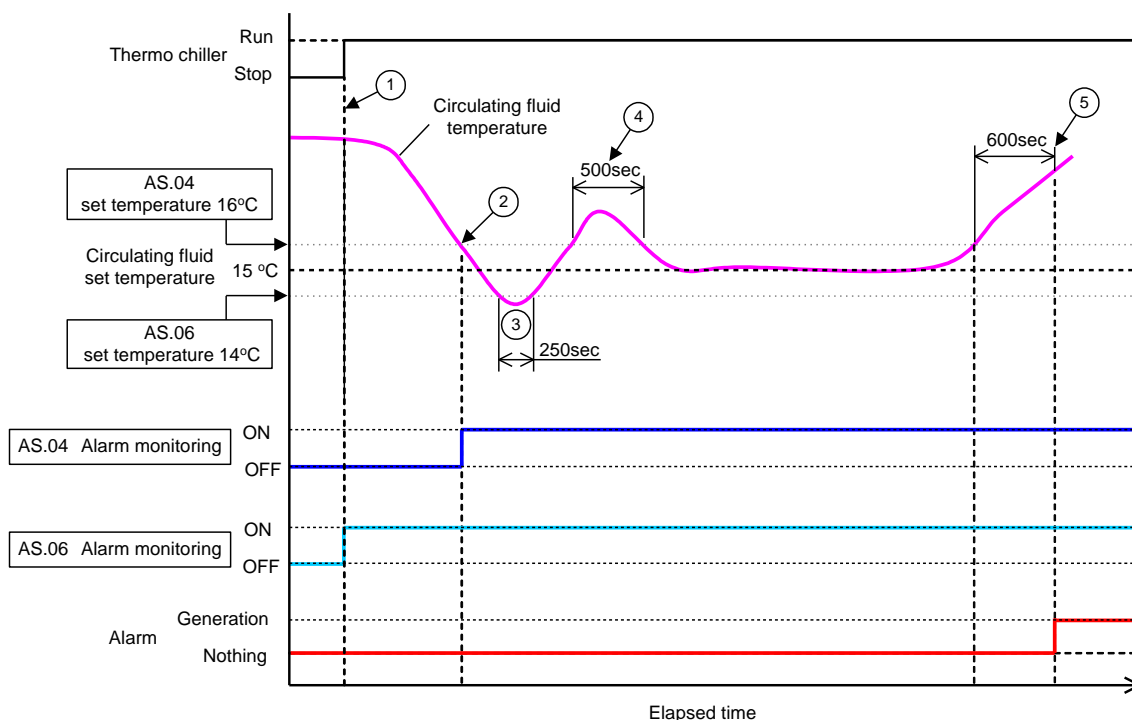 Run
Thermo chiller
Stop
1
Circulating fluid
temperature
4
5
500sec
600sec
AS.04
set temperature 16°C
2
Circulating fluid
set temperature
15 °C
AS.06
set temperature 14°C
3
250sec
AS.04 Alarm monitoring
ON
OFF
AS.06 Alarm monitoring
ON
OFF
Alarm
Generation
Nothing
Elapsed time